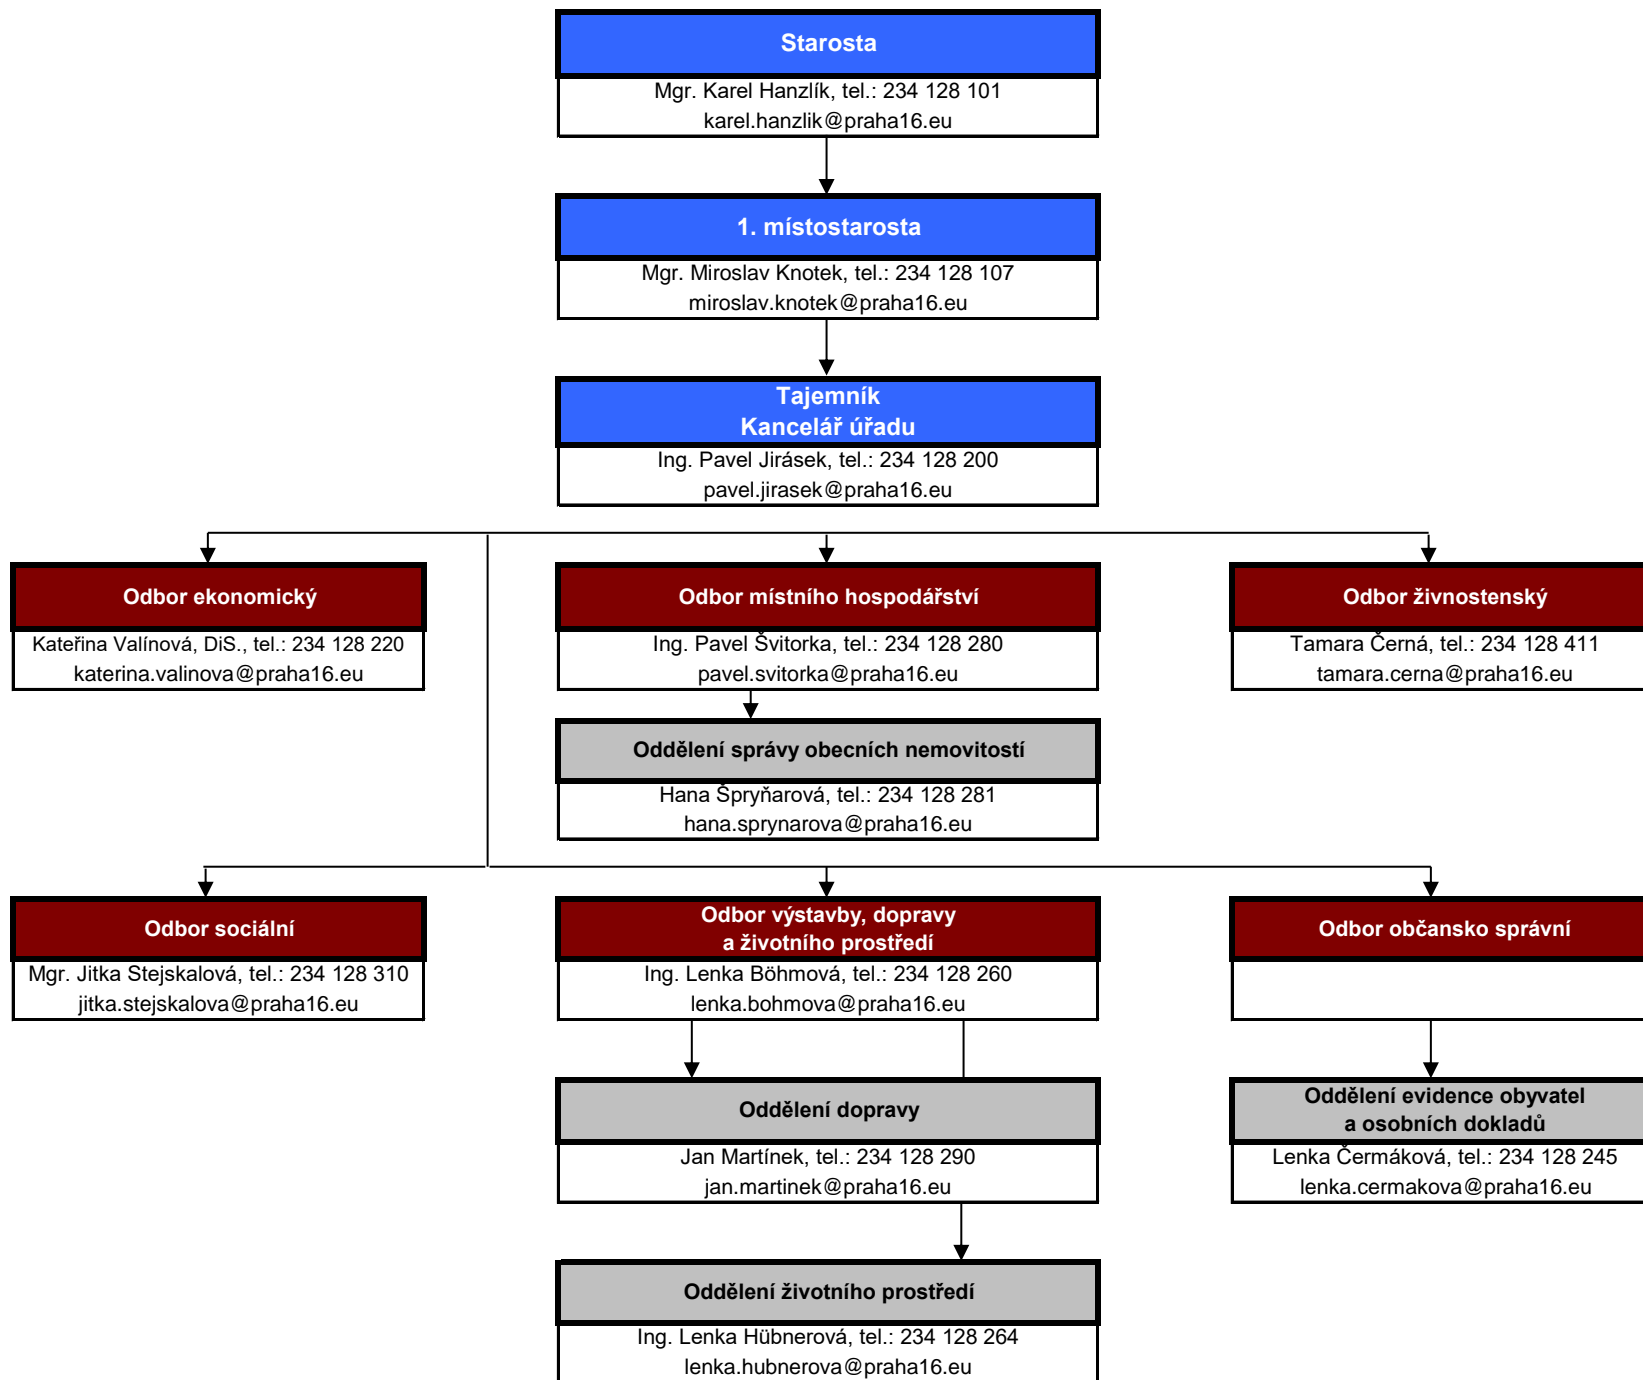 Starosta
Mgr. Karel Hanzlík, tel.: 234 128 101
karel.hanzlik@praha16.eu
1. místostarosta
Mgr. Miroslav Knotek, tel.: 234 128 107
miroslav.knotek@praha16.eu
Tajemník
Kancelář úřadu
Ing. Pavel Jirásek, tel.: 234 128 200
pavel.jirasek@praha16.eu
Odbor ekonomický
Kateřina Valínová, DiS., tel.: 234 128 220
katerina.valinova@praha16.eu
Odbor místního hospodářství
Ing. Pavel Švitorka, tel.: 234 128 280
pavel.svitorka@praha16.eu
Odbor živnostenský
Tamara Černá, tel.: 234 128 411
tamara.cerna@praha16.eu
Oddělení správy obecních nemovitostí
Hana Špryňarová, tel.: 234 128 281
hana.sprynarova@praha16.eu
Odbor sociální
Mgr. Jitka Stejskalová, tel.: 234 128 310
jitka.stejskalova@praha16.eu
Odbor výstavby, dopravy
a životního prostředí
Ing. Lenka Böhmová, tel.: 234 128 260
lenka.bohmova@praha16.eu
Odbor občansko správní
Oddělení dopravy
Jan Martínek, tel.: 234 128 290
jan.martinek@praha16.eu
Oddělení evidence obyvatel
a osobních dokladů
Lenka Čermáková, tel.: 234 128 245
lenka.cermakova@praha16.eu
Oddělení životního prostředí
Ing. Lenka Hübnerová, tel.: 234 128 264
lenka.hubnerova@praha16.eu